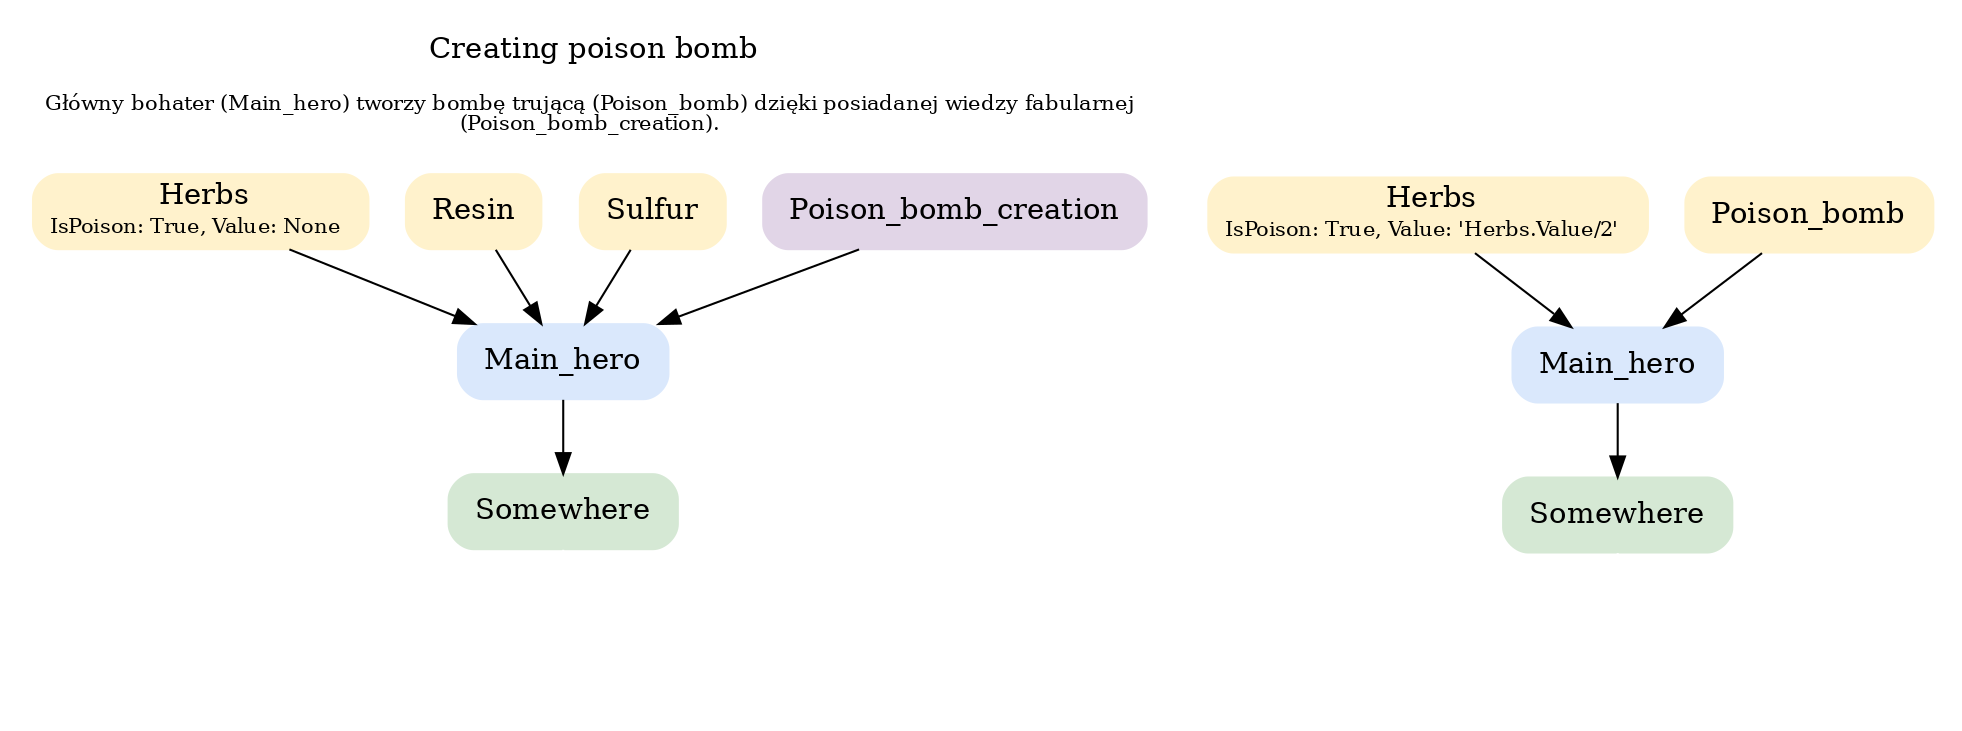 Creating poison bomb
Główny bohater (Main_hero) tworzy bombę trującą (Poison_bomb) dzięki posiadanej wiedzy fabularnej
(Poison_bomb_creation).
Herbs
IsPoison: True, Value: None
Resin
Sulfur
Poison_bomb_creation
Main_hero
Somewhere
Herbs
IsPoison: True, Value: 'Herbs.Value/2'
Poison_bomb
Main_hero
Somewhere